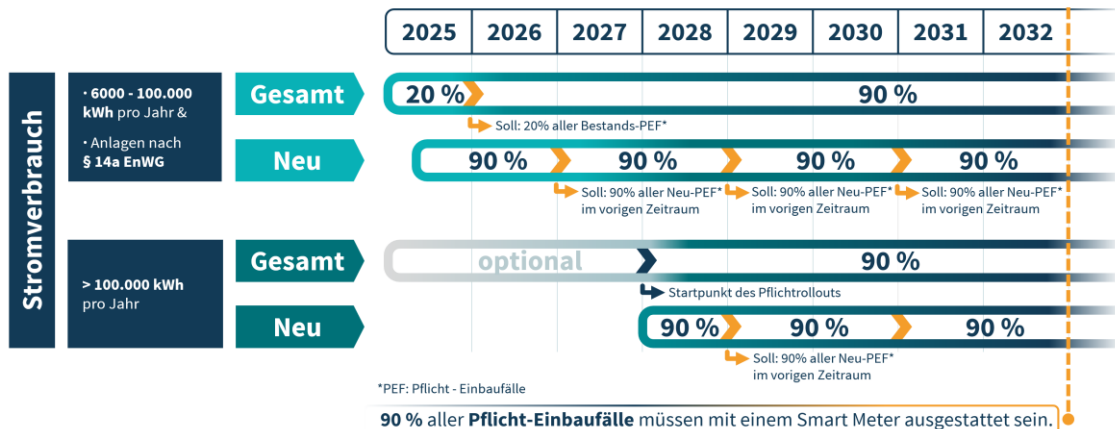 2025 2026 2027 2028 2029 2030 2031 2032
Stromverbrauch
· 6000 - 100.000
kWh pro Jahr &
· Anlagen nach
§ 14a EnWG
Gesamt
20 % 90 %
Soll: 20% aller Bestands-PEF*
Neu
90 % 90 % 90 % 90 %
Soll: 90% aller Neu-PEF*
im vorigen Zeitraum
Soll: 90% aller Neu-PEF*
im vorigen Zeitraum
Soll: 90% aller Neu-PEF*
im vorigen Zeitraum
> 100.000 kWh
pro Jahr
Gesamt
optional 90 %
Startpunkt des Pflichtrollouts
Neu
90 % 90 % 90 %
Soll: 90% aller Neu-PEF*
im vorigen Zeitraum
*PEF: Pflicht - Einbaufälle
90 % aller Pflicht-Einbaufälle müssen mit einem Smart Meter ausgestattet sein.